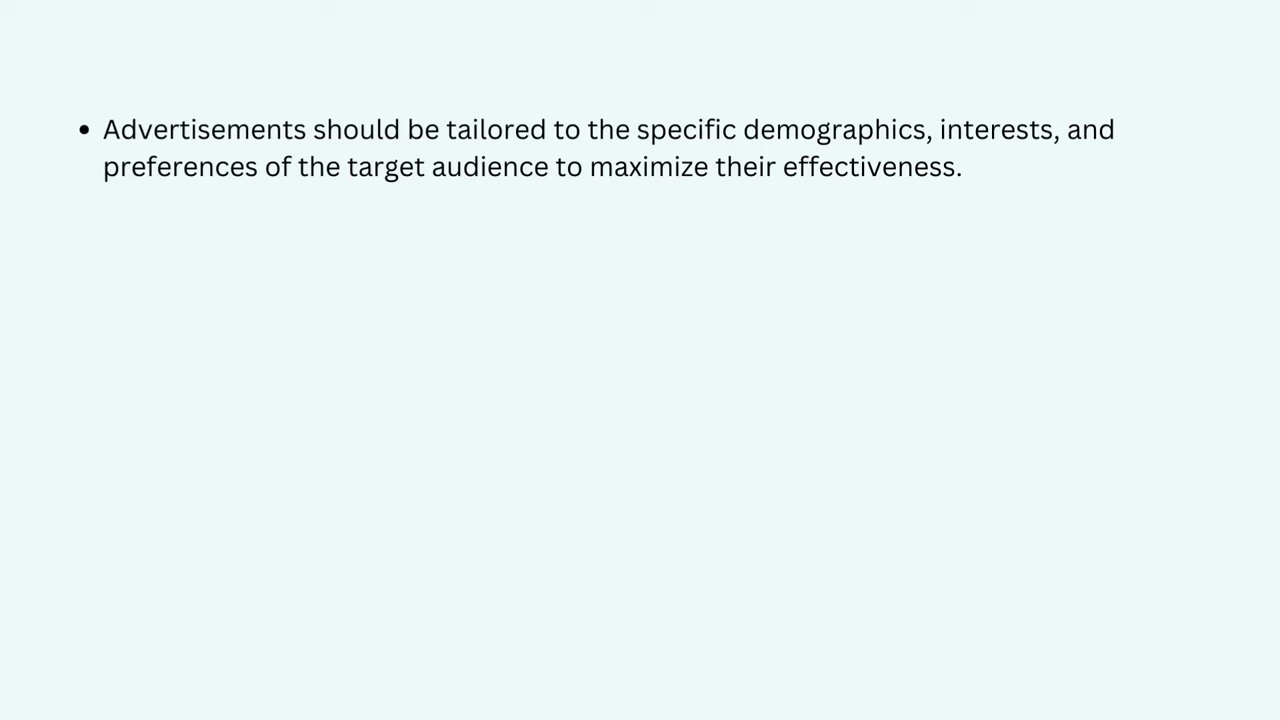 • Advertisements should be tailored to the specific demographics, interests, and
preferences of the target audience to maximize their effectiveness.